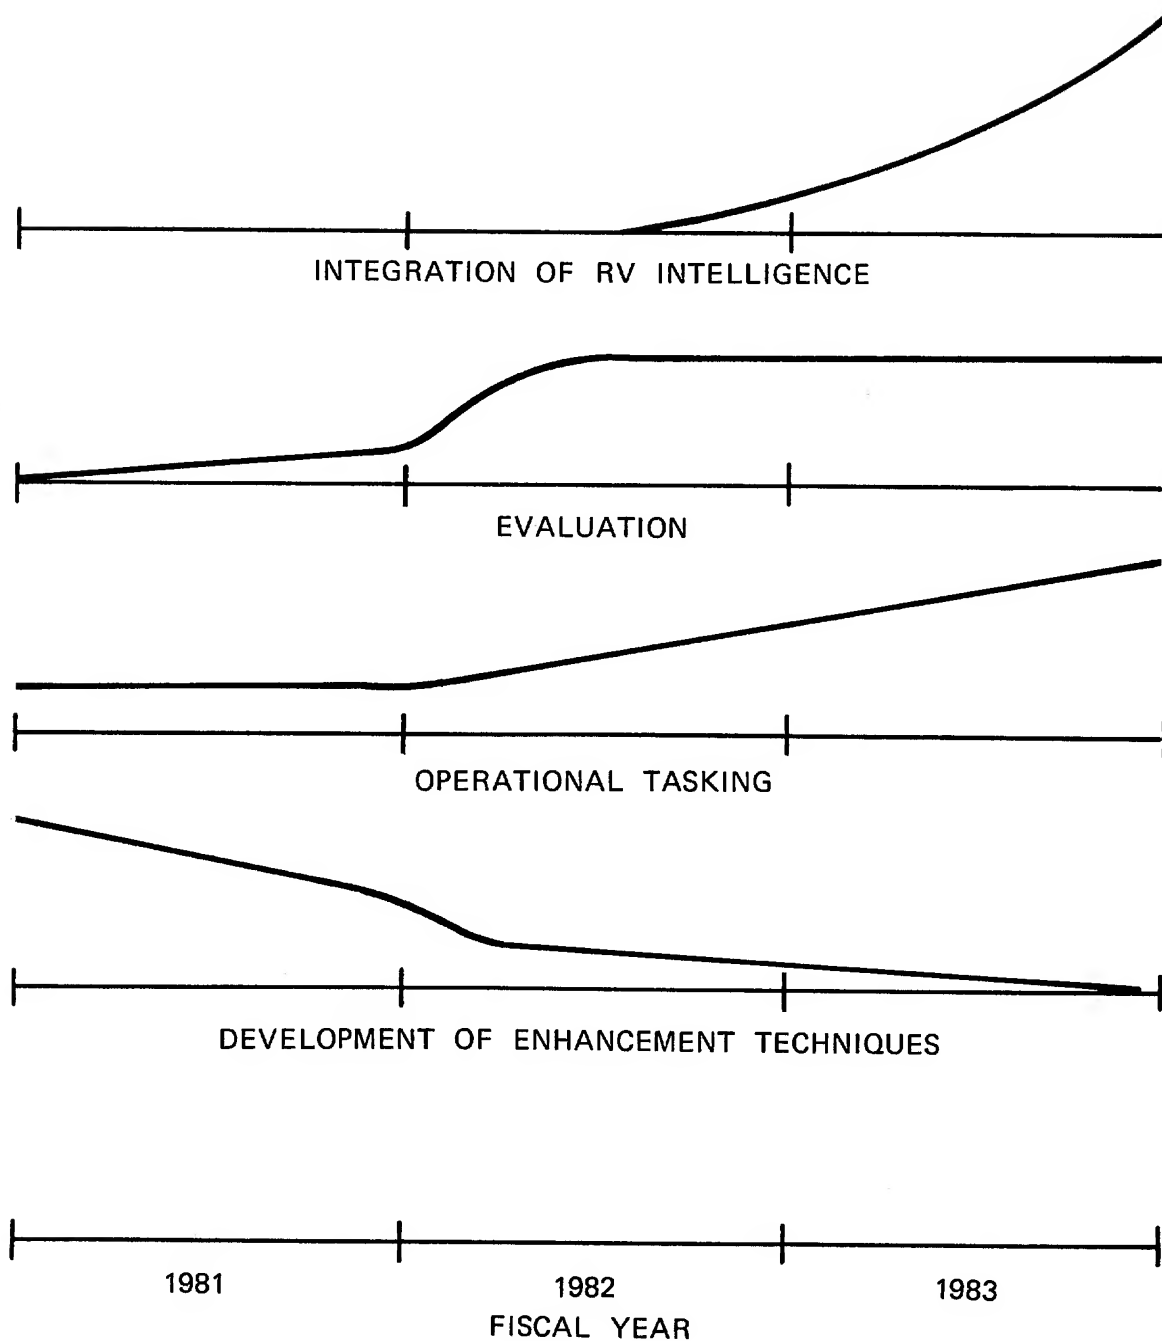 INTEGRATION OF RV INTELLIGENCE
EVALUATION
OPERATIONAL TASKING
DEVELOPMENT OF ENHANCEMENT TECHNIQUES
1981 1982 1983
FISCAL YEAR